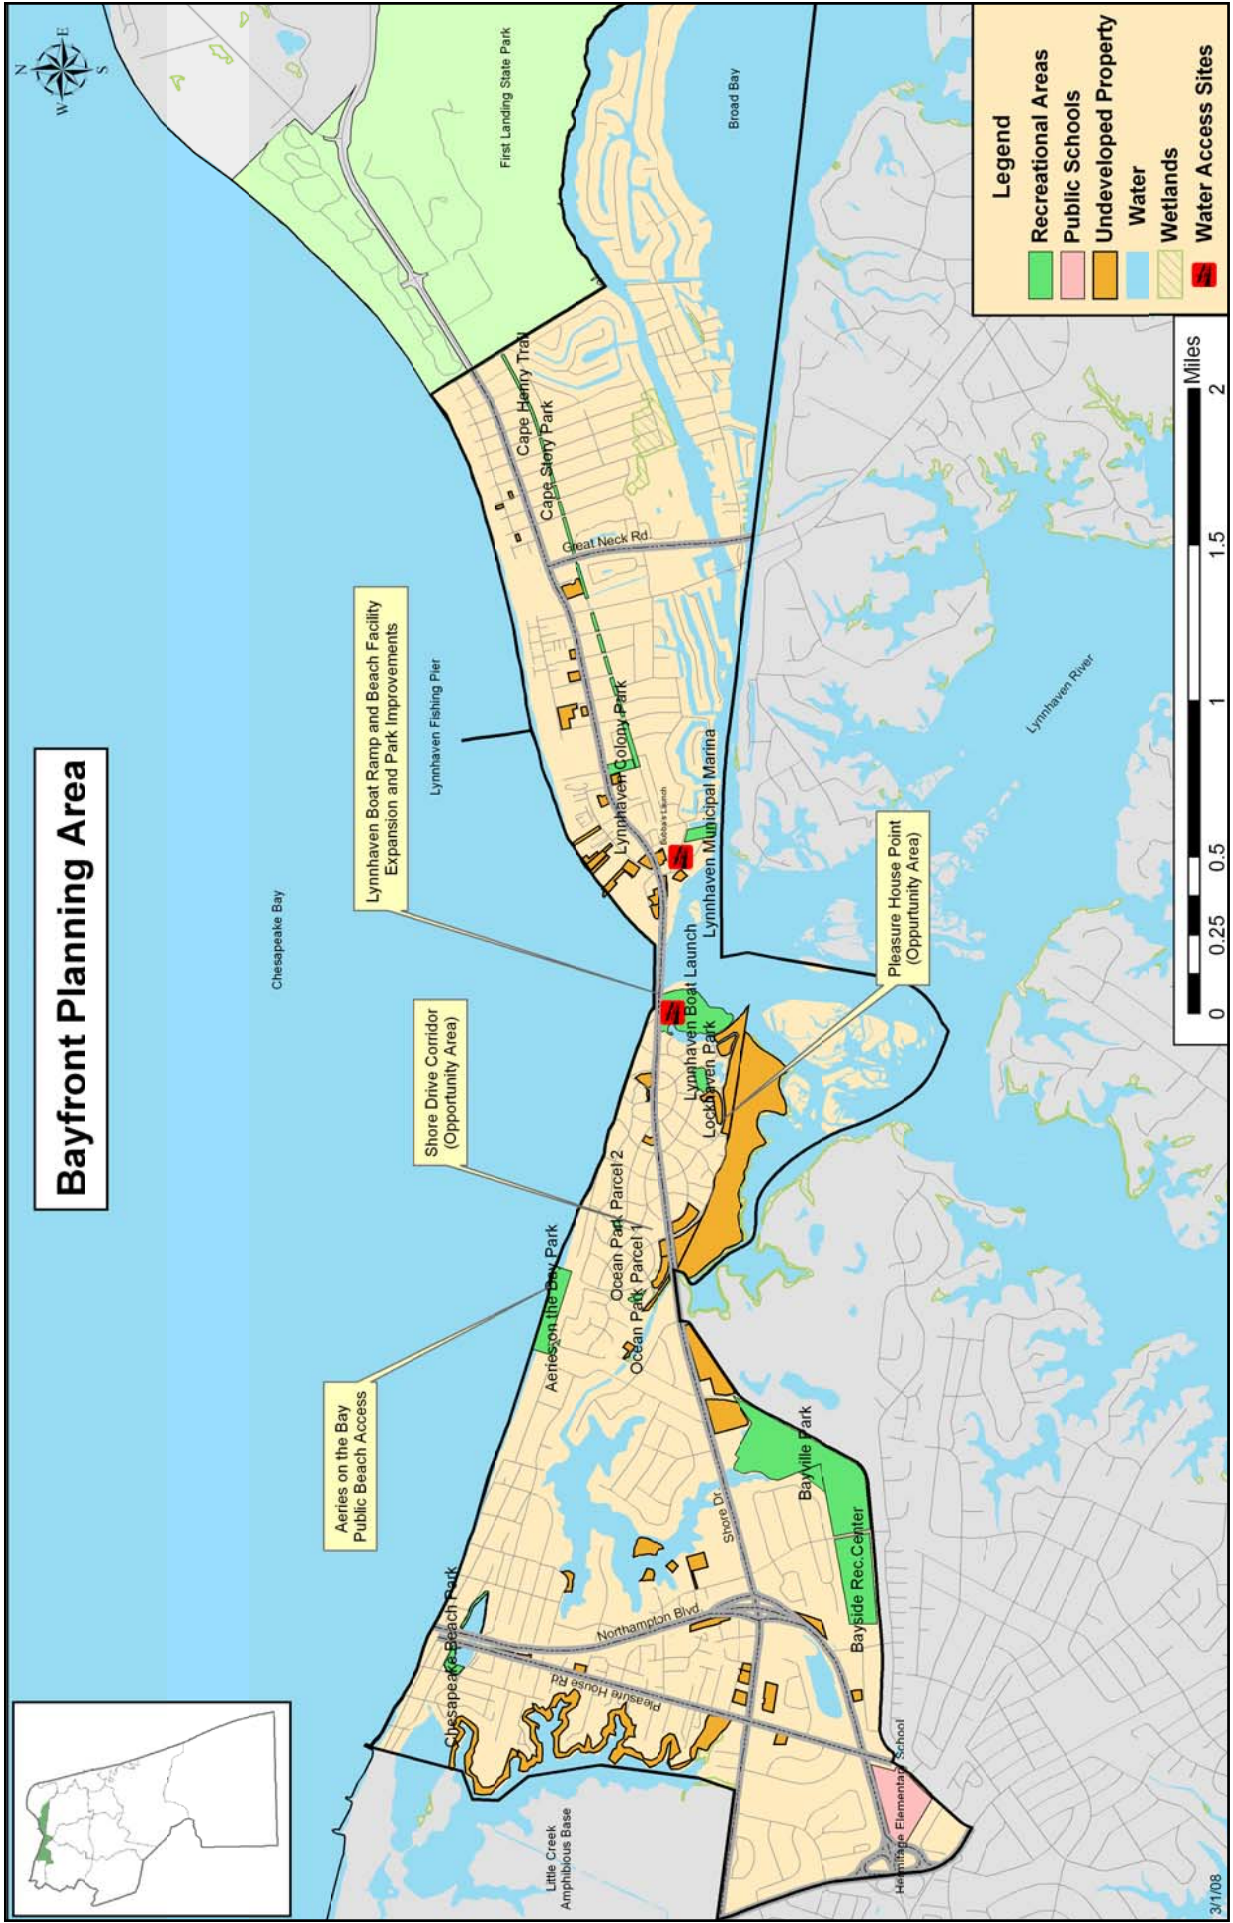 Bayfront Planning Area
N
E
S
W
Chesapeake Bay
Lynnhaven Boat Ramp and Beach Facility
Expansion and Park Improvements
Shore Drive Corridor
(Opportunity Area)
Aeries on the Bay
Public Beach Access
Lynnhaven Fishing Pier
First Landing State Park
Broad Bay
Cape Henry Trail
Cape Story Park
Great Neck Rd
Lynnhaven Colony Park
Bubba's Launch
Lynnhaven Municipal Marina
Lynnhaven Boat Launch
Lockhaven Park
Pleasure House Point
(Oppurtunity Area)
Lynnhaven River
Ocean Park Parcel 2
Ocean Park Parcel 1
Aeries on the Bay Park
Bayville Park
Bayside Rec.Center
Shore Dr
Northampton Blvd
Pleasure House Rd
Chesapeake Beach Park
Little Creek
Amphibious Base
Hermitage Elementary School
Legend
Recreational Areas
Public Schools
Undeveloped Property
Water
Wetlands
Water Access Sites
0 0.25 0.5 1 1.5 2
Miles
3/1/08